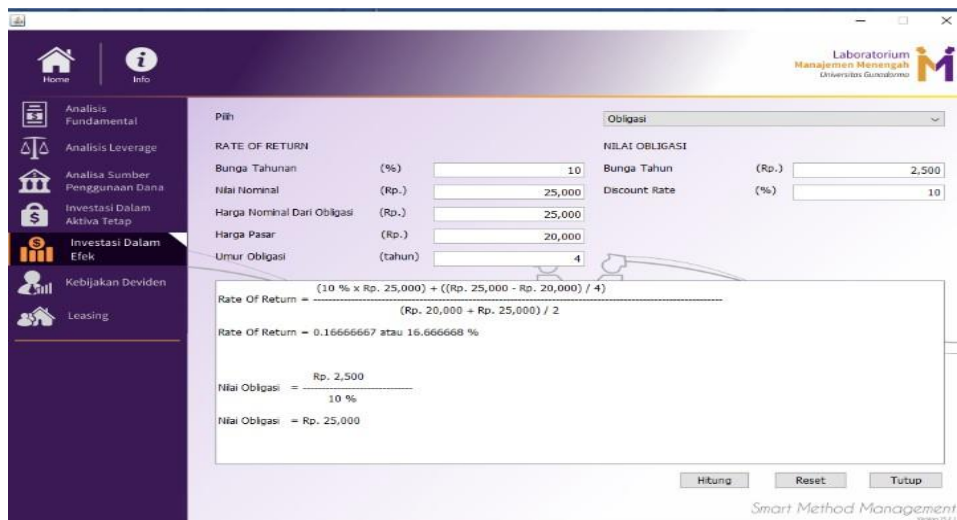 Home
Info
Laboratorium
Manajemen Menengah
Universitas Gunadarma
Analisis
Fundamental
Analisis Leverage
Analisa Sumber
Penggunaan Dana
Investasi Dalam
Aktiva Tetap
Investasi Dalam
Efek
Kebijakan Deviden
Leasing
Pilih
Obligasi
RATE OF RETURN
NILAI OBLIGASI
Bunga Tahunan (%) 10
Bunga Tahun (Rp.) 2,500
Nilai Nominal (Rp.) 25,000
Discount Rate (%) 10
Harga Nominal Dari Obligasi (Rp.) 25,000
Harga Pasar (Rp.) 20,000
Umur Obligasi (tahun) 4
(10 % x Rp. 25,000) + ((Rp. 25,000 - Rp. 20,000) / 4)
Rate Of Return = ------------------------------
(Rp. 20,000 + Rp. 25,000) / 2
Rate Of Return = 0.16666667 atau 16.666668 %
Rp. 2,500
Nilai Obligasi = ------------------------------
10 %
Nilai Obligasi = Rp. 25,000
Hitung Reset Tutup
Smart Method Management